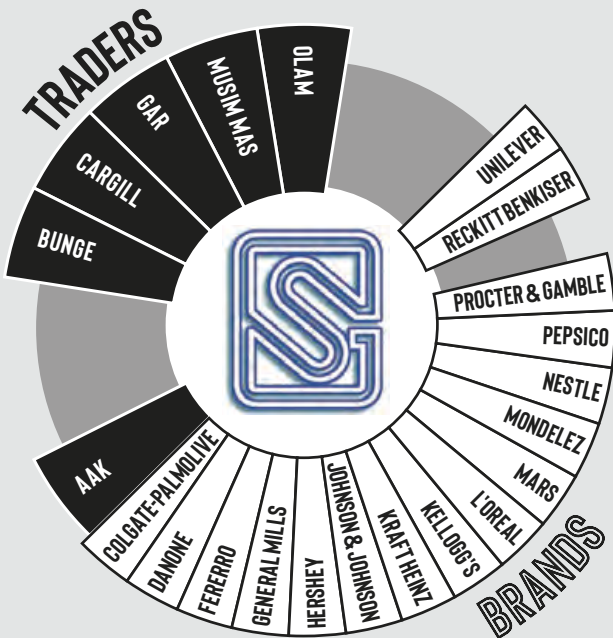 TRADERS
OLAM
MUSIM MAS
GAR
CARGILL
BUNGE
AAK
UNILEVER
RECKITT BENKISER
PROCTER & GAMBLE
PEPSICO
NESTLE
MONDELEZ
MARS
L'OREAL
KELLOGG'S
KRAFT HEINZ
JOHNSON & JOHNSON
HERSHEY
GENERAL MILLS
FERERRO
DANONE
COLGATE-PALMOLIVE
BRANDS